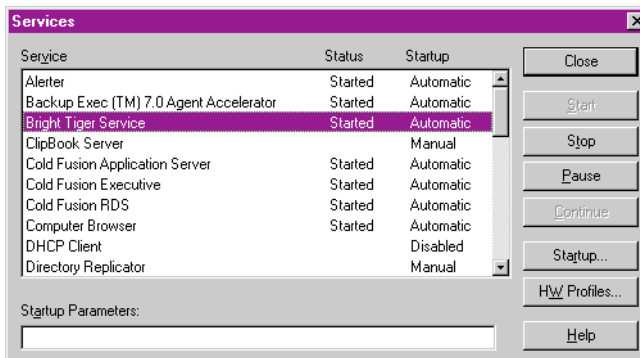 Services
Service Status Startup
Alerter Started Automatic
Backup Exec (TM) 7.0 Agent Accelerator Started Automatic
Bright Tiger Service Started Automatic
ClipBook Server Manual
Cold Fusion Application Server Started Automatic
Cold Fusion Executive Started Automatic
Cold Fusion RDS Started Automatic
Computer Browser Started Automatic
DHCP Client Disabled
Directory Replicator Manual
Startup Parameters:
Close
Start
Stop
Pause
Continue
Startup...
HW Profiles...
Help